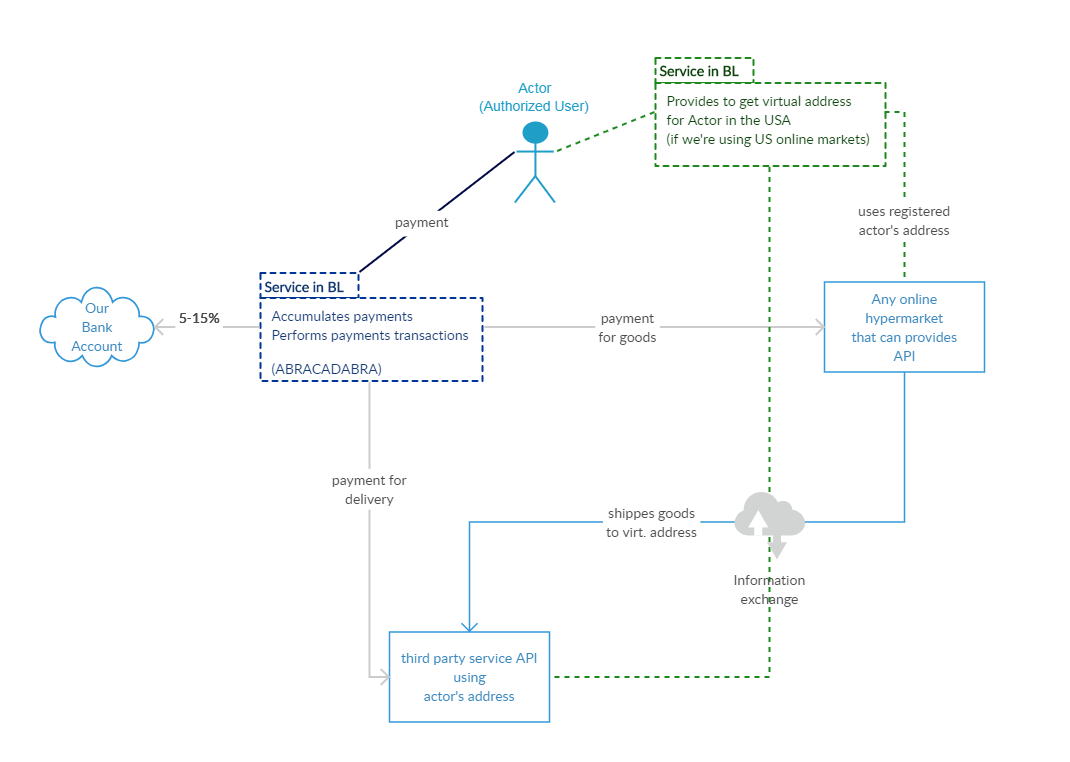 Service in BL
Provides to get virtual address
for Actor in the USA
(if we're using US online markets)
Actor
(Authorized User)
uses registered
actor's address
payment
Service in BL
Accumulates payments
Performs payments transactions
(ABRACADABRA)
Our
Bank
Account
5-15%
payment
for goods
Any online
hypermarket
that can provides
API
payment for
delivery
shippes goods
to virt. address
Information
exchange
third party service API
using
actor's address